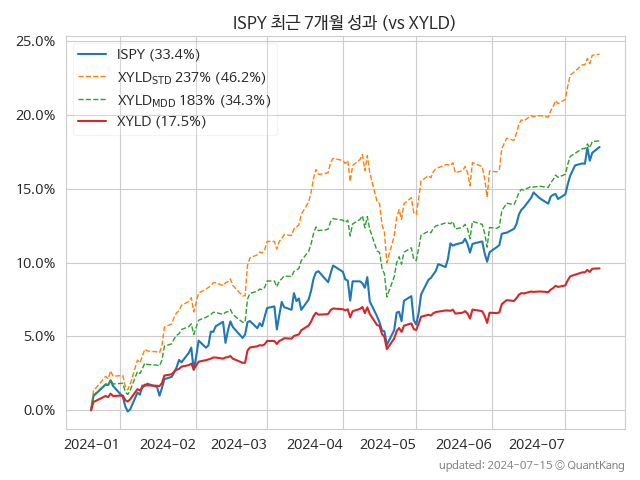 ISPY 최근 7개월 성과 (vs XYLD)
25.0%
20.0%
15.0%
10.0%
5.0%
0.0%
ISPY (33.4%)
XYLD_STD 237% (46.2%)
XYLD_MDD 183% (34.3%)
XYLD (17.5%)
2024-01 2024-02 2024-03 2024-04 2024-05 2024-06 2024-07
updated: 2024-07-15 © QuantKang